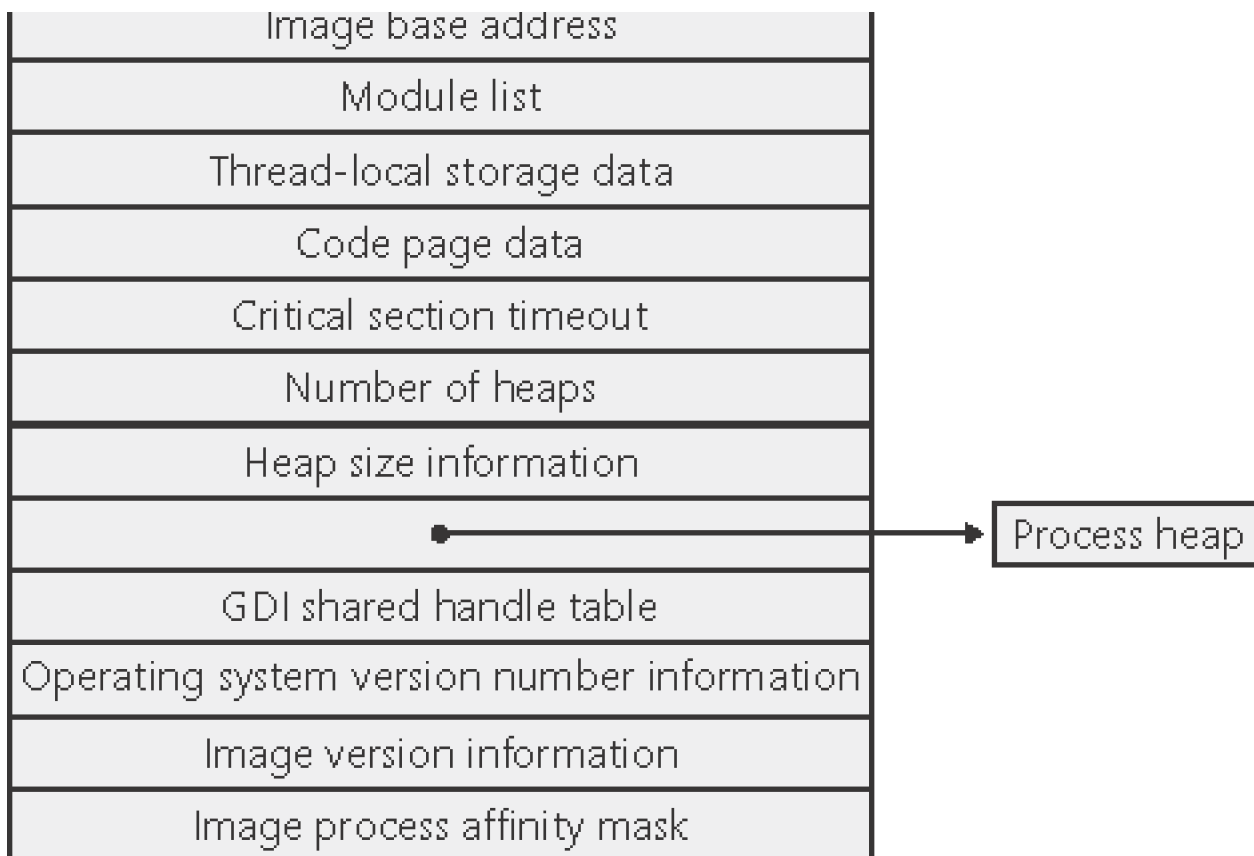 Image base address
Module list
Thread-local storage data
Code page data
Critical section timeout
Number of heaps
Heap size information
Process heap
GDI shared handle table
Operating system version number information
Image version information
Image process affinity mask